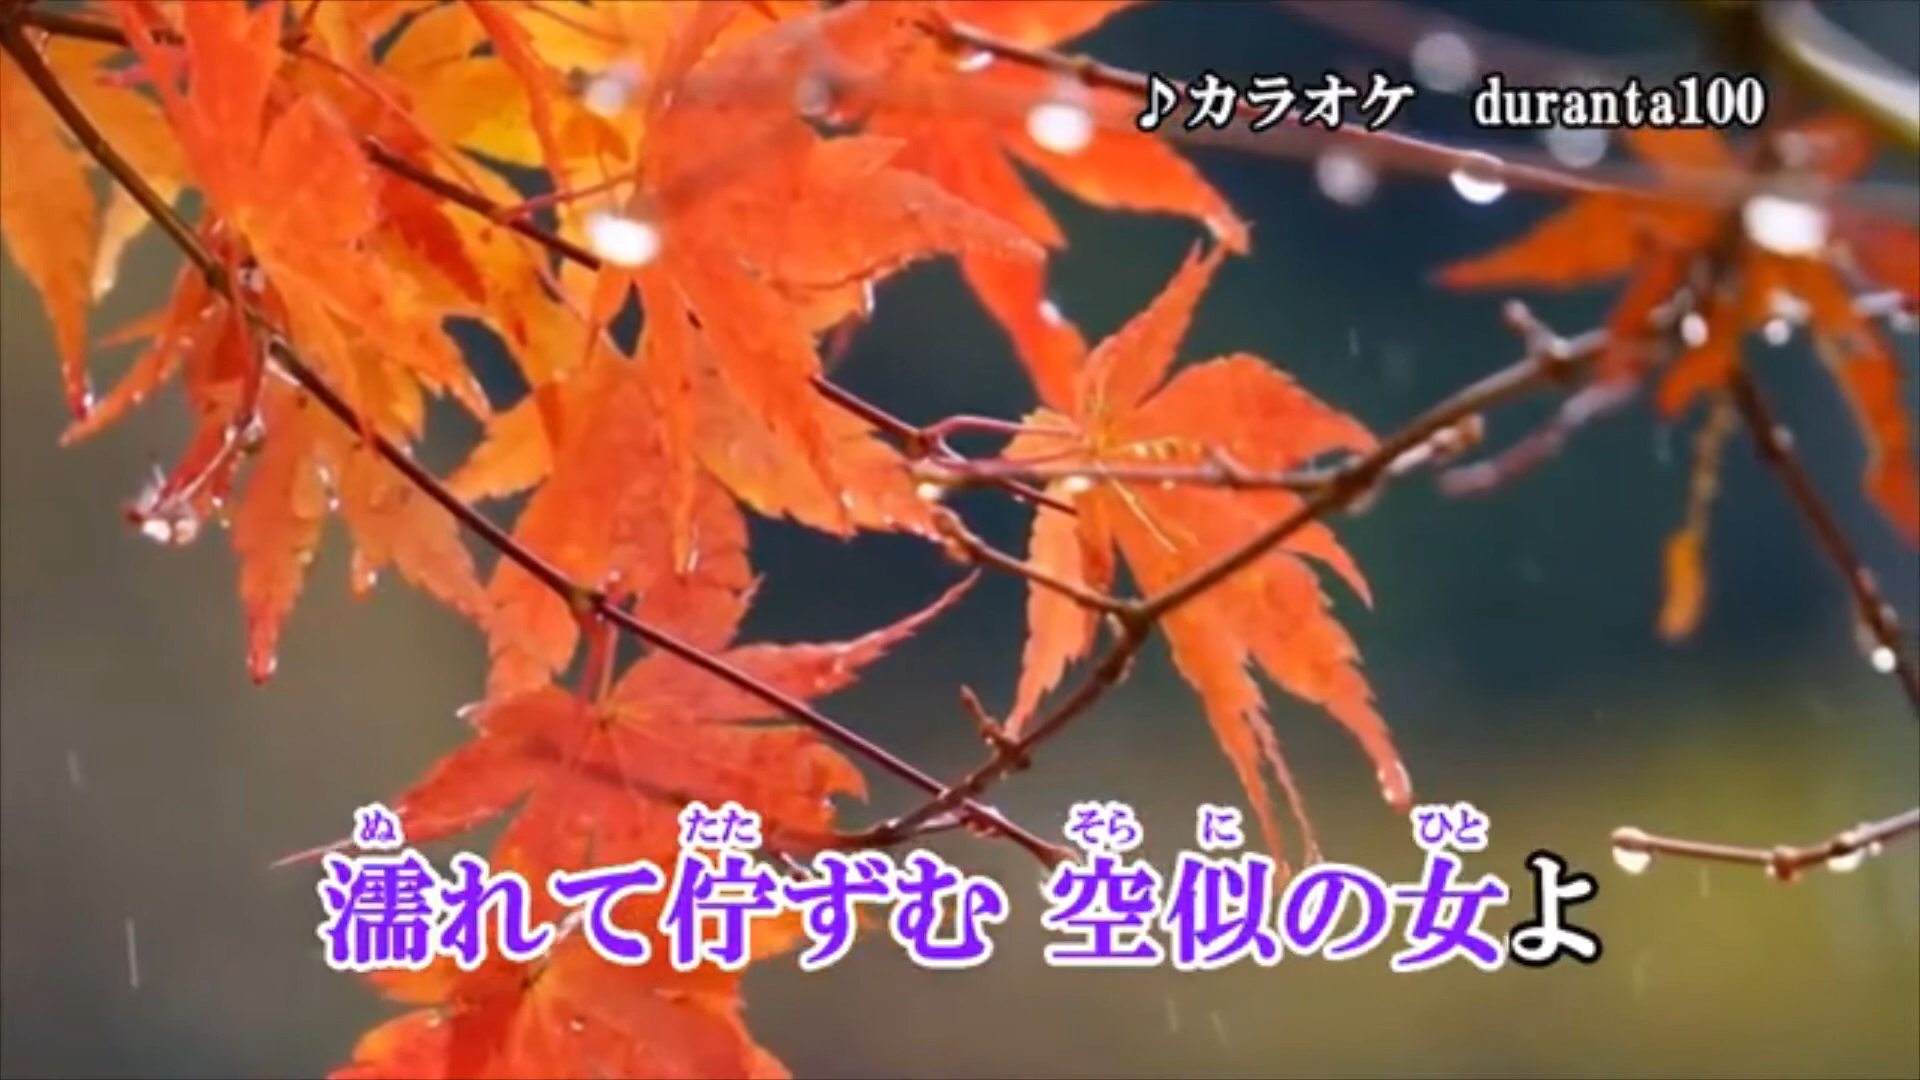 ♪カラオケ　duranta100
ぬ たた そら に ひと
濡れて佇ずむ 空似の女よ